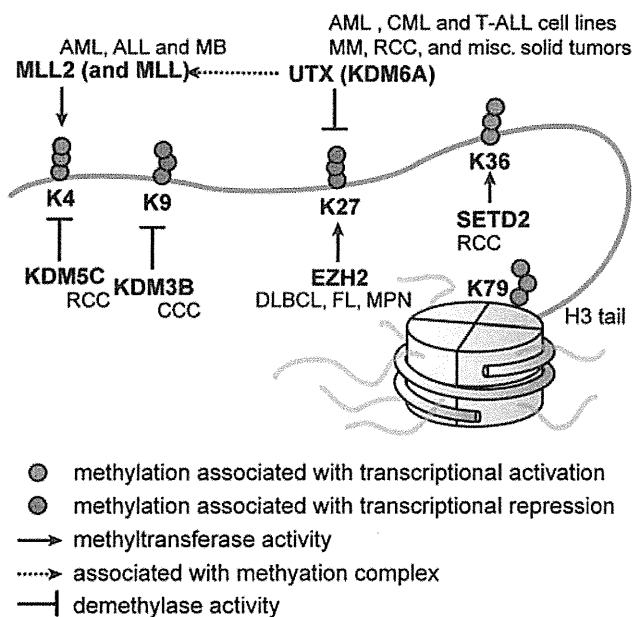 AML , CML and T-ALL cell lines
AML, ALL and MB
MM, RCC, and misc. solid tumors
MLL2 (and MLL)
UTX (KDM6A)
K4
K9
K27
K36
SETD2
RCC
KDM5C
RCC
KDM3B
CCC
EZH2
DLBCL, FL, MPN
K79
H3 tail
methylation associated with transcriptional activation
methylation associated with transcriptional repression
methyltransferase activity
associated with methyation complex
demethylase activity